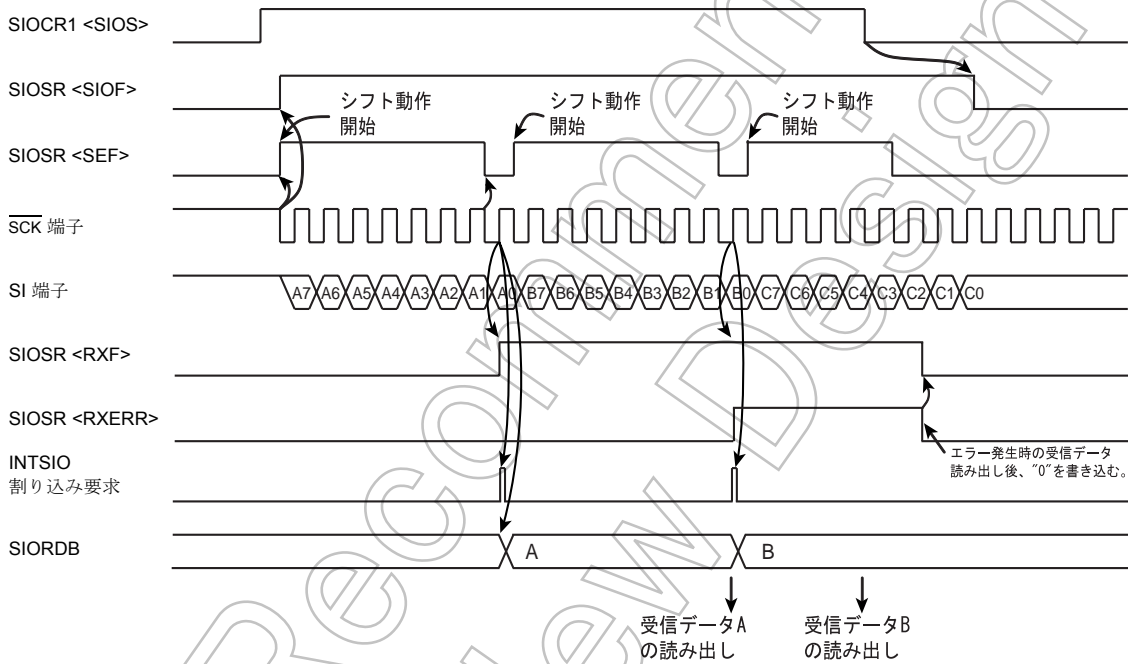 SIOCR1 <SIOS>
SIOSR <SIOF>
シフト動作
開始
シフト動作
開始
シフト動作
開始
SIOSR <SEF>
SCK 端子
SI 端子
A7 A6 A5 A4 A3 A2 A1 A0 B7 B6 B5 B4 B3 B2 B1 B0 C7 C6 C5 C4 C3 C2 C1 C0
SIOSR <RXF>
SIOSR <RXERR>
エラー発生時の受信データ
読み出し後、"0"を書き込む。
INTSIO
割り込み要求
SIORDB
A
B
受信データA
の読み出し
受信データB
の読み出し
Recommen
w Design